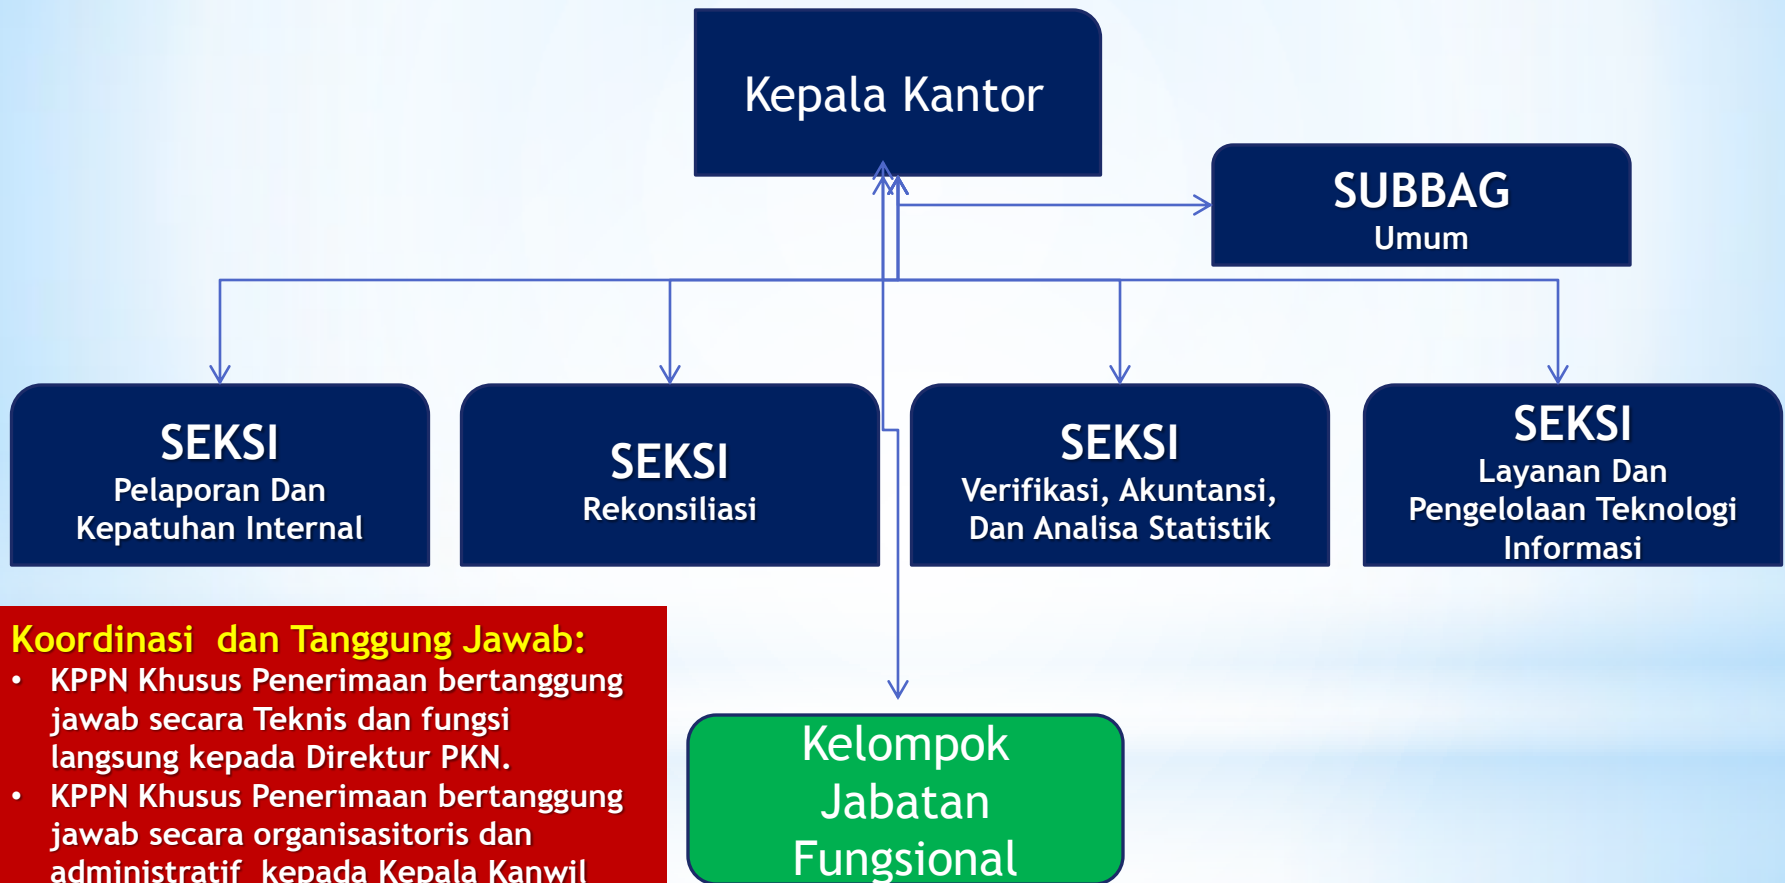 Kepala Kantor
SUBBAG
Umum
SEKSI
Pelaporan Dan
Kepatuhan Internal
SEKSI
Rekonsiliasi
SEKSI
Verifikasi, Akuntansi,
Dan Analisa Statistik
SEKSI
Layanan Dan
Pengelolaan Teknologi
Informasi
Koordinasi dan Tanggung Jawab:
• KPPN Khusus Penerimaan bertanggung
jawab secara Teknis dan fungsi
langsung kepada Direktur PKN.
• KPPN Khusus Penerimaan bertanggung
jawab secara organisasitoris dan
administratif kepada Kepala Kanwil
Kelompok
Jabatan
Fungsional